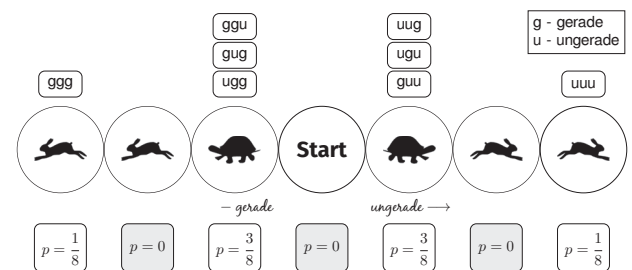 ggu
uug
g - gerade
u - ungerade
gug
ugu
ggg
ugg
guu
uuu
Start
– gerade
ungerade →
p = 1/8
p = 0
p = 3/8
p = 0
p = 3/8
p = 0
p = 1/8